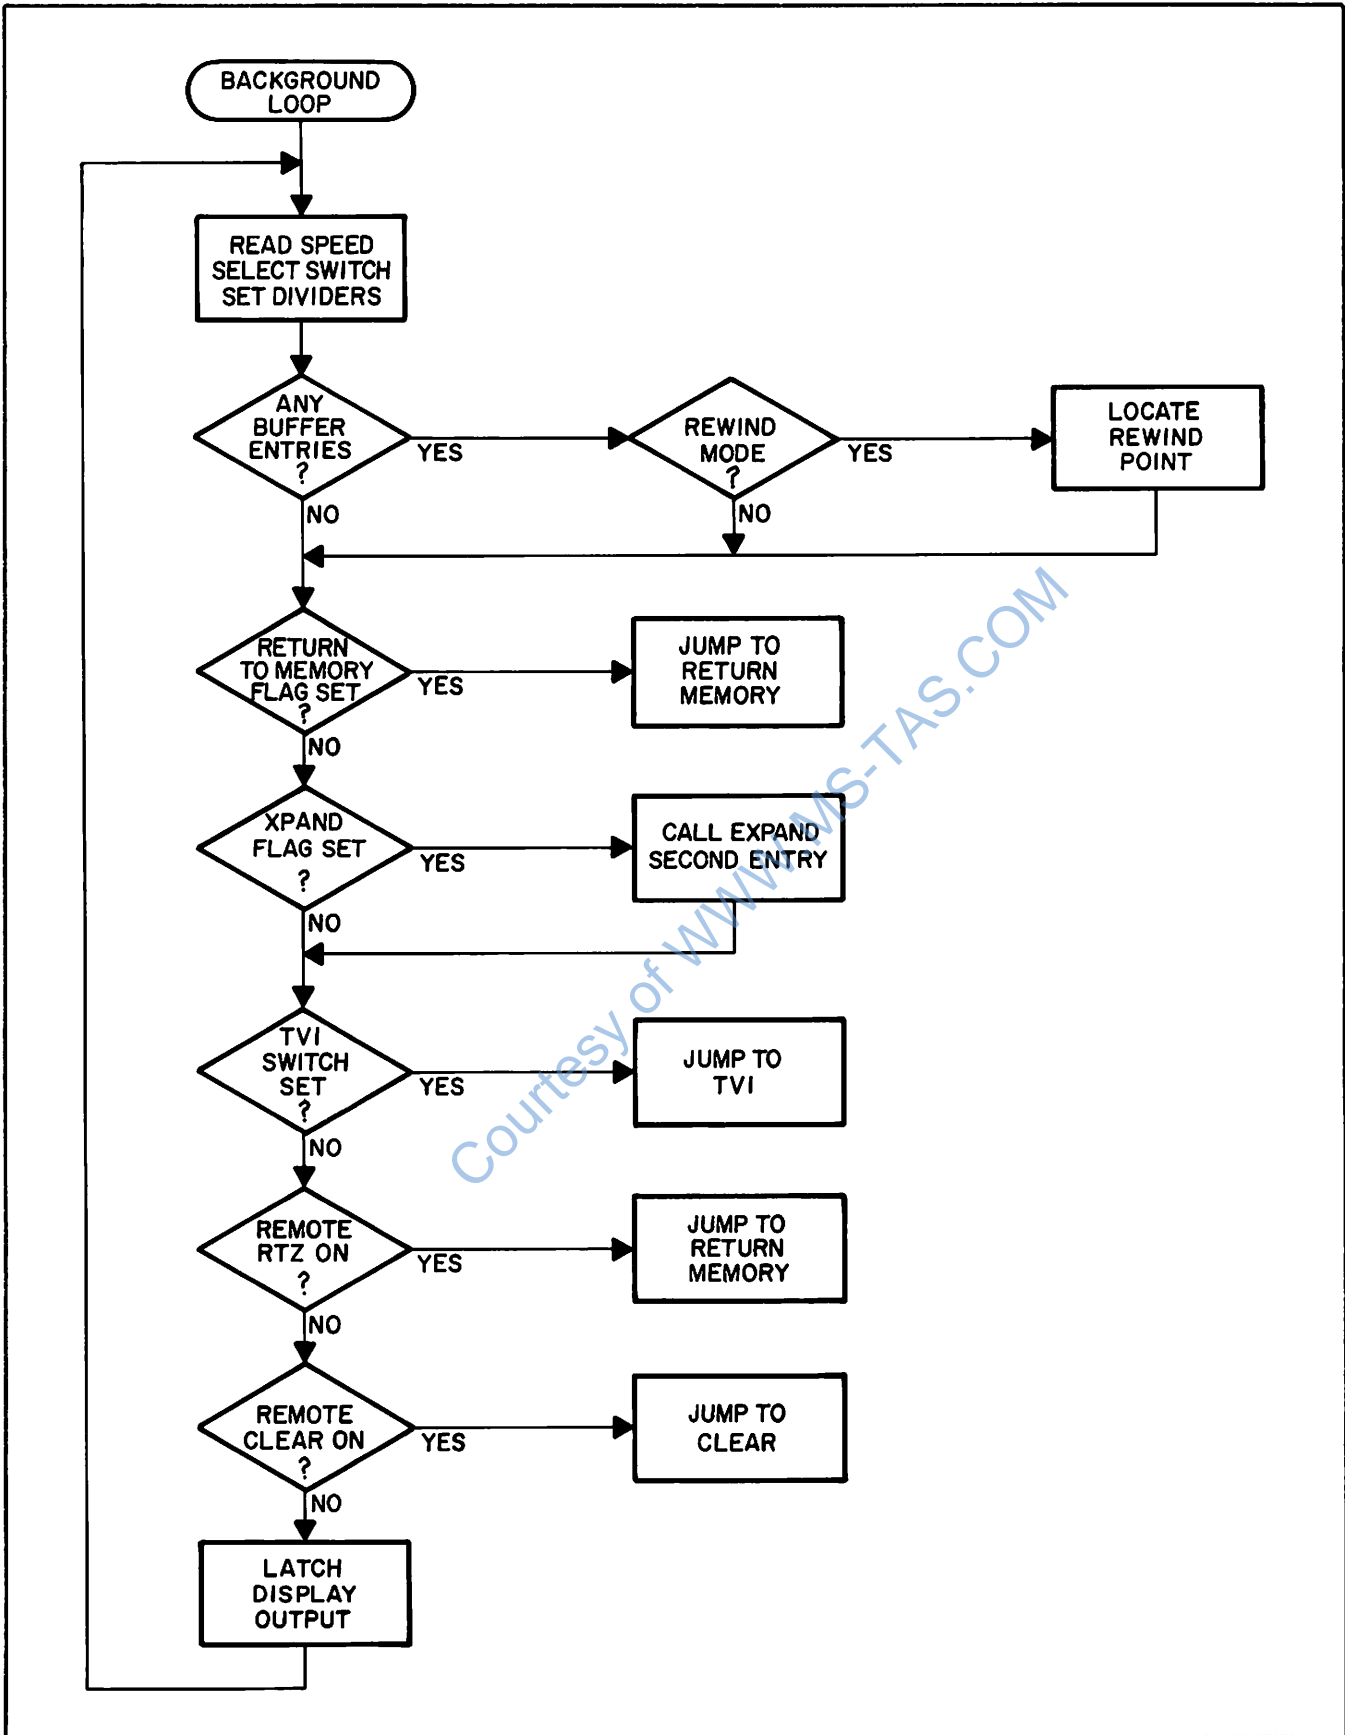 BACKGROUND
LOOP
READ SPEED
SELECT SWITCH
SET DIVIDERS
ANY
BUFFER
ENTRIES
?
YES
NO
REWIND
MODE
?
YES
NO
LOCATE
REWIND
POINT
RETURN
TO MEMORY
FLAG SET
?
YES
NO
JUMP TO
RETURN
MEMORY
XPAND
FLAG SET
?
YES
NO
CALL EXPAND
SECOND ENTRY
TVI
SWITCH
SET
?
YES
NO
JUMP TO
TVI
REMOTE
RTZ ON
?
YES
NO
JUMP TO
RETURN
MEMORY
REMOTE
CLEAR ON
?
YES
NO
JUMP TO
CLEAR
LATCH
DISPLAY
OUTPUT
Courtesy of WWW.MS-TAS.COM